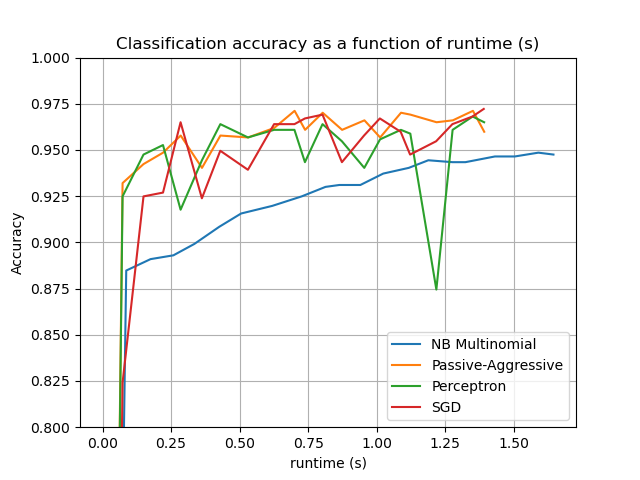 Classification accuracy as a function of runtime (s)
1.000
0.975
0.950
0.925
0.900
0.875
0.850
0.825
0.800
Accuracy
NB Multinomial
Passive-Aggressive
Perceptron
SGD
0.00 0.25 0.50 0.75 1.00 1.25 1.50
runtime (s)